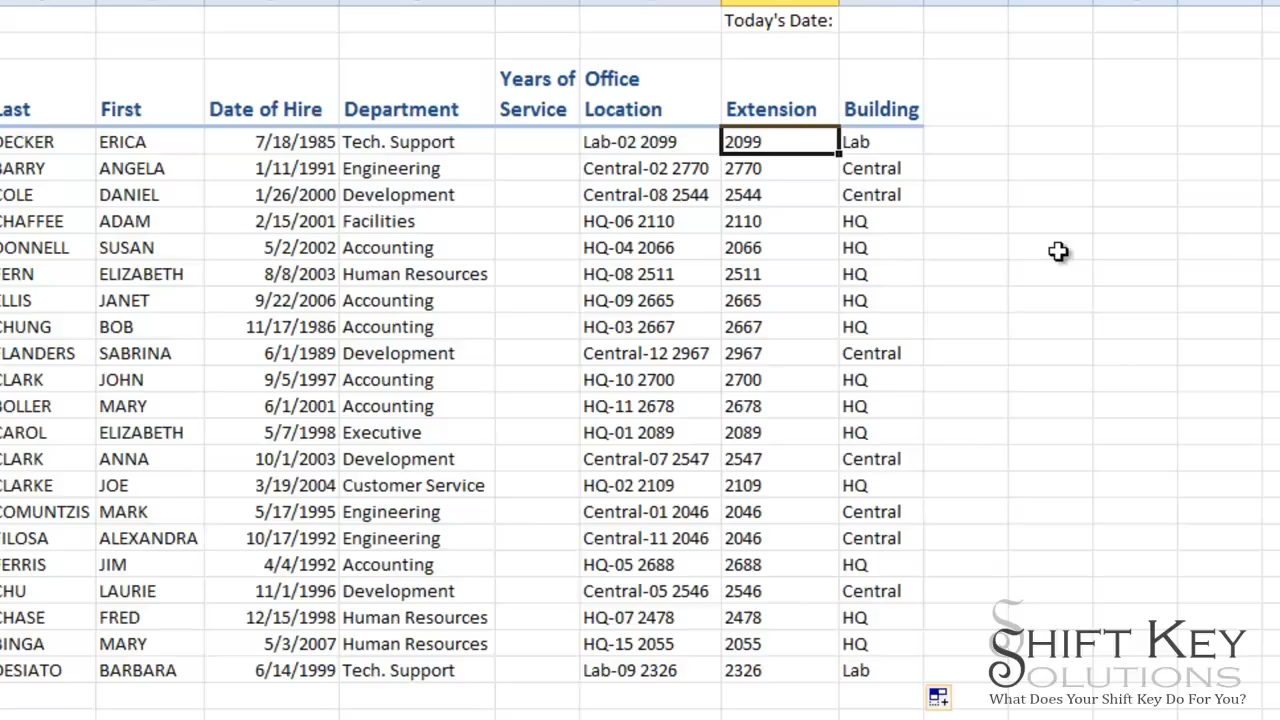 Today's Date:
Years of Office
Last First Date of Hire Department Service Location Extension Building
DECKER ERICA 7/18/1985 Tech. Support Lab-02 2099 2099 Lab
BARRY ANGELA 1/11/1991 Engineering Central-02 2770 2770 Central
COLE DANIEL 1/26/2000 Development Central-08 2544 2544 Central
CHAFFEE ADAM 2/15/2001 Facilities HQ-06 2110 2110 HQ
DONNELL SUSAN 5/2/2002 Accounting HQ-04 2066 2066 HQ
FERN ELIZABETH 8/8/2003 Human Resources HQ-08 2511 2511 HQ
ELLIS JANET 9/22/2006 Accounting HQ-09 2665 2665 HQ
CHUNG BOB 11/17/1986 Accounting HQ-03 2667 2667 HQ
FLANDERS SABRINA 6/1/1989 Development Central-12 2967 2967 Central
CLARK JOHN 9/5/1997 Accounting HQ-10 2700 2700 HQ
BOLLER MARY 6/1/2001 Accounting HQ-11 2678 2678 HQ
CAROL ELIZABETH 5/7/1998 Executive HQ-01 2089 2089 HQ
CLARK ANNA 10/1/2003 Development Central-07 2547 2547 Central
CLARKE JOE 3/19/2004 Customer Service HQ-02 2109 2109 HQ
COMUNTZIS MARK 5/17/1995 Engineering Central-01 2046 2046 Central
FILOSA ALEXANDRA 10/17/1992 Engineering Central-11 2046 2046 Central
FERRIS JIM 4/4/1992 Accounting HQ-05 2688 2688 HQ
CHU LAURIE 11/1/1996 Development Central-05 2546 2546 Central
CHASE FRED 12/15/1998 Human Resources HQ-07 2478 2478 HQ
BINGA MARY 5/3/2007 Human Resources HQ-15 2055 2055 HQ
DESIATO BARBARA 6/14/1999 Tech. Support Lab-09 2326 2326 Lab
SHIFT KEY
SOLUTIONS
What Does Your Shift Key Do For You?